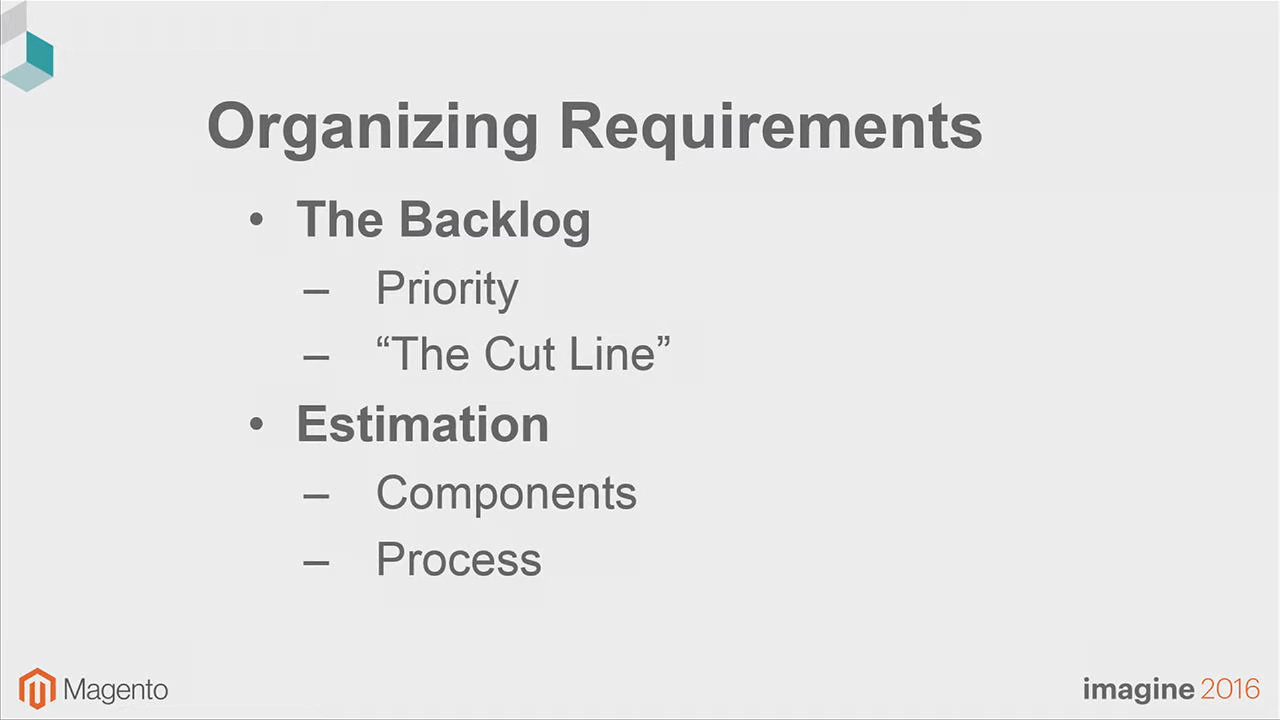 Organizing Requirements
• The Backlog
– Priority
– “The Cut Line”
• Estimation
– Components
– Process
Magento
imagine 2016